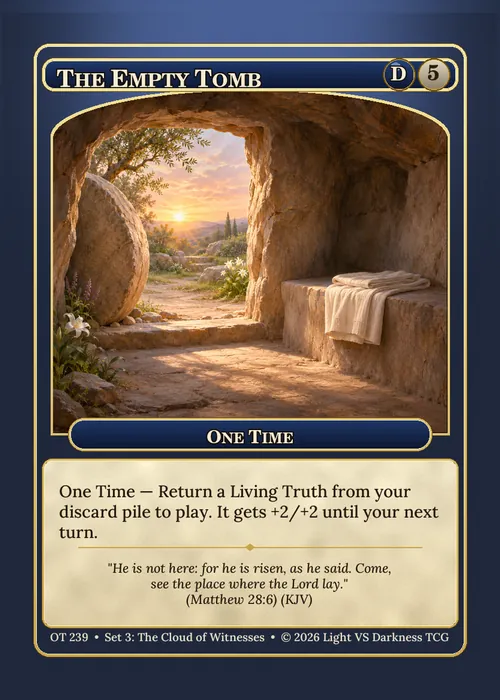 The Empty Tomb
D̄ 5
One Time
One Time — Return a Living Truth from your
discard pile to play. It gets +2/+2 until your next
turn.
"He is not here: for he is risen, as he said. Come,
see the place where the Lord lay."
(Matthew 28:6) (KJV)
OT 239 • Set 3: The Cloud of Witnesses • © 2026 Light VS Darkness TCG